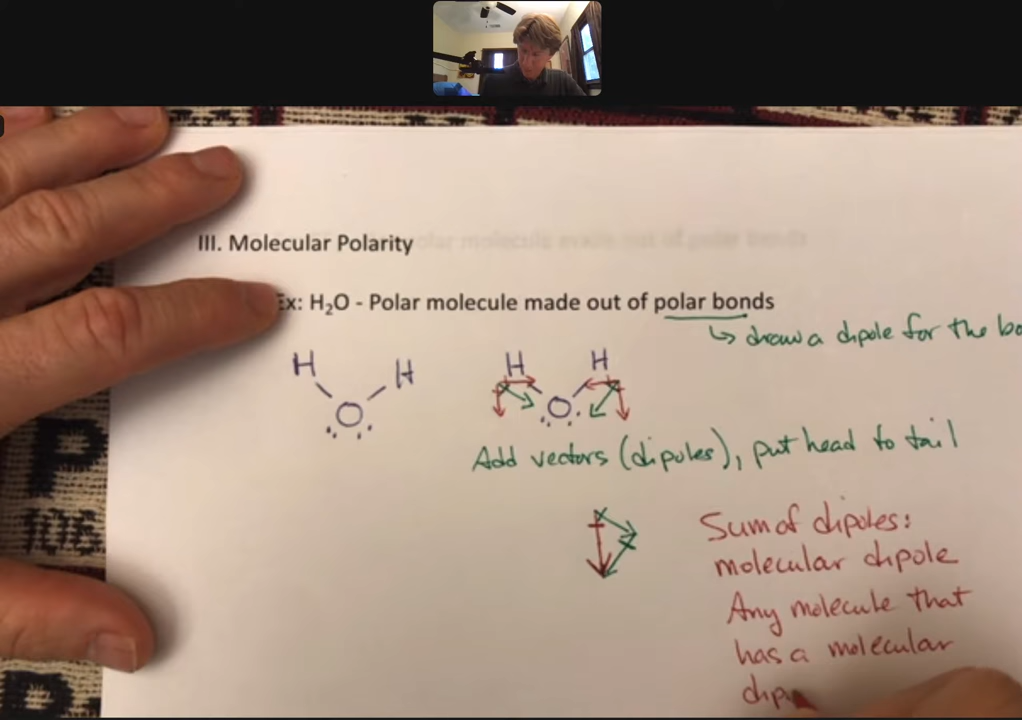 III. Molecular Polarity
Ex: H₂O - Polar molecule made out of polar bonds
↳ draw a dipole for the bo
H H
O
H H
O
Add vectors (dipoles), put head to tail
Sum of dipoles:
molecular dipole
Any molecule that
has a molecular
dip
P